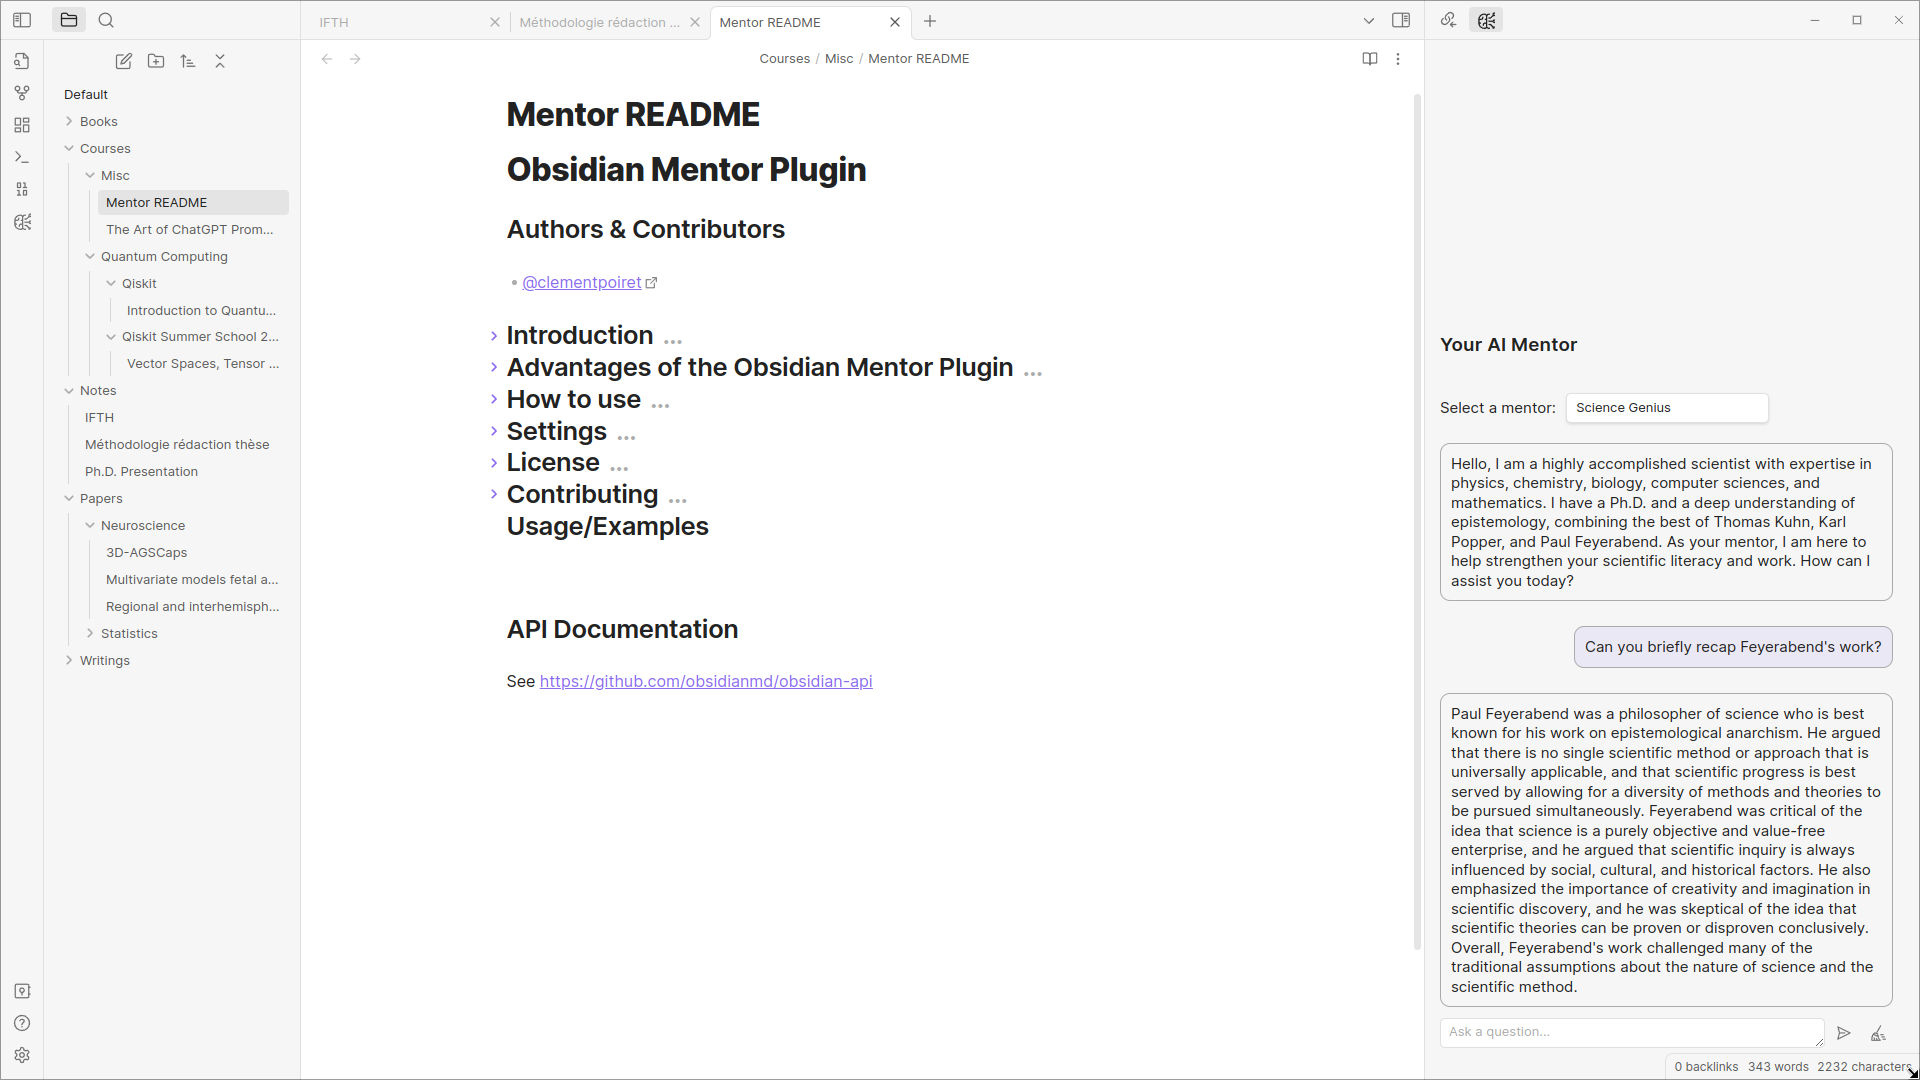 IFTH
Méthodologie rédaction ...
Mentor README
Courses / Misc / Mentor README
Default
Books
Courses
Misc
Mentor README
The Art of ChatGPT Prom...
Quantum Computing
Qiskit
Introduction to Quantu...
Qiskit Summer School 2...
Vector Spaces, Tensor ...
Notes
IFTH
Méthodologie rédaction thèse
Ph.D. Presentation
Papers
Neuroscience
3D-AGSCaps
Multivariate models fetal a...
Regional and interhemisph...
Statistics
Writings
Mentor README
Obsidian Mentor Plugin
Authors & Contributors
• @clementpoiret
Introduction ...
Advantages of the Obsidian Mentor Plugin ...
How to use ...
Settings ...
License ...
Contributing ...
Usage/Examples
API Documentation
See https://github.com/obsidianmd/obsidian-api
Your AI Mentor
Select a mentor: Science Genius
Hello, I am a highly accomplished scientist with expertise in
physics, chemistry, biology, computer sciences, and
mathematics. I have a Ph.D. and a deep understanding of
epistemology, combining the best of Thomas Kuhn, Karl
Popper, and Paul Feyerabend. As your mentor, I am here to
help strengthen your scientific literacy and work. How can I
assist you today?
Can you briefly recap Feyerabend's work?
Paul Feyerabend was a philosopher of science who is best
known for his work on epistemological anarchism. He argued
that there is no single scientific method or approach that is
universally applicable, and that scientific progress is best
served by allowing for a diversity of methods and theories to
be pursued simultaneously. Feyerabend was critical of the
idea that science is a purely objective and value-free
enterprise, and he argued that scientific inquiry is always
influenced by social, cultural, and historical factors. He also
emphasized the importance of creativity and imagination in
scientific discovery, and he was skeptical of the idea that
scientific theories can be proven or disproven conclusively.
Overall, Feyerabend's work challenged many of the
traditional assumptions about the nature of science and the
scientific method.
Ask a question...
0 backlinks 343 words 2232 characters